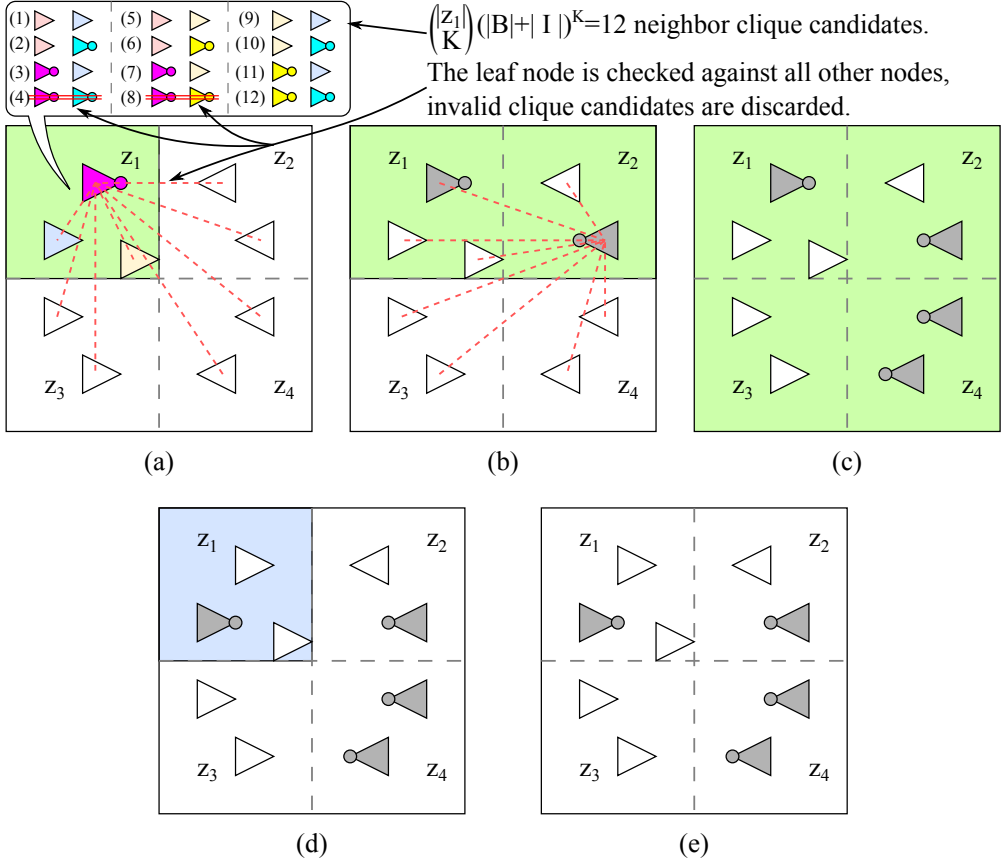 (1) (5) (9)
(2) (6) (10)
(3) (7) (11)
(4) (8) (12)
(|z₁| K)(|B|+| I |)ᴷ=12 neighbor clique candidates.
The leaf node is checked against all other nodes,
invalid clique candidates are discarded.
z₁ z₂ z₁ z₂ z₁ z₂
z₃ z₄ z₃ z₄ z₃ z₄
(a) (b) (c)
z₁ z₂ z₁ z₂
z₃ z₄ z₃ z₄
(d) (e)